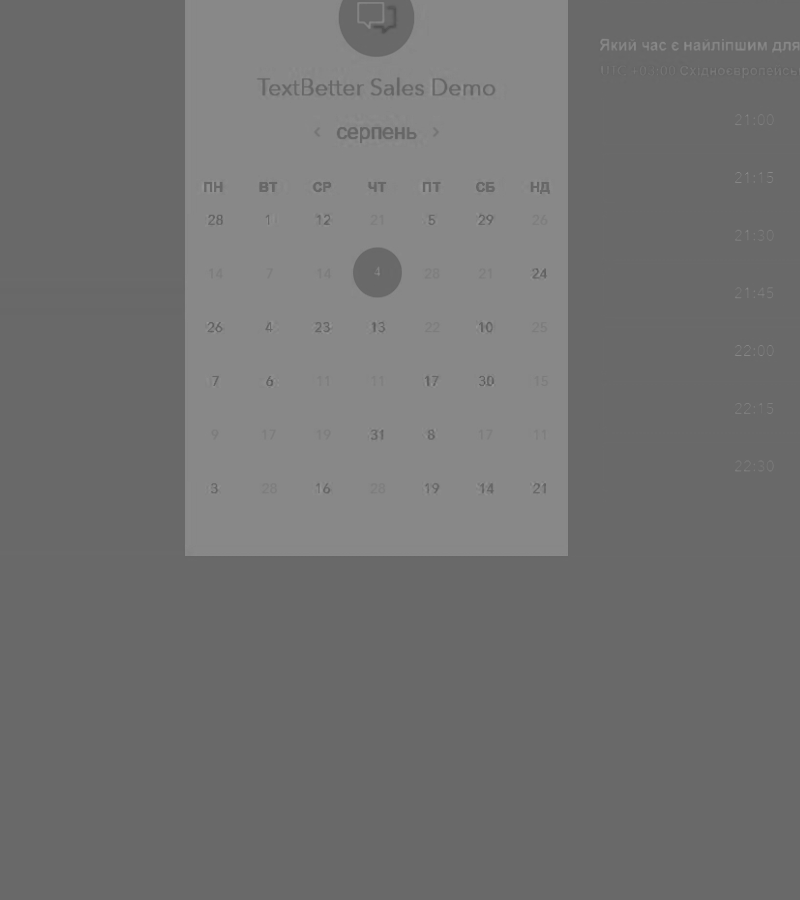 TextBetter Sales Demo
‹ серпень ›
ПН ВТ СР ЧТ ПТ СБ НД
28 1 12 21 5 29 26
14 7 14 4 28 21 24
26 4 23 13 22 10 25
7 6 11 11 17 30 15
9 17 19 31 8 17 11
3 28 16 28 19 14 21
Який час є найліпшим для
21:00
21:15
21:30
21:45
22:00
22:15
22:30